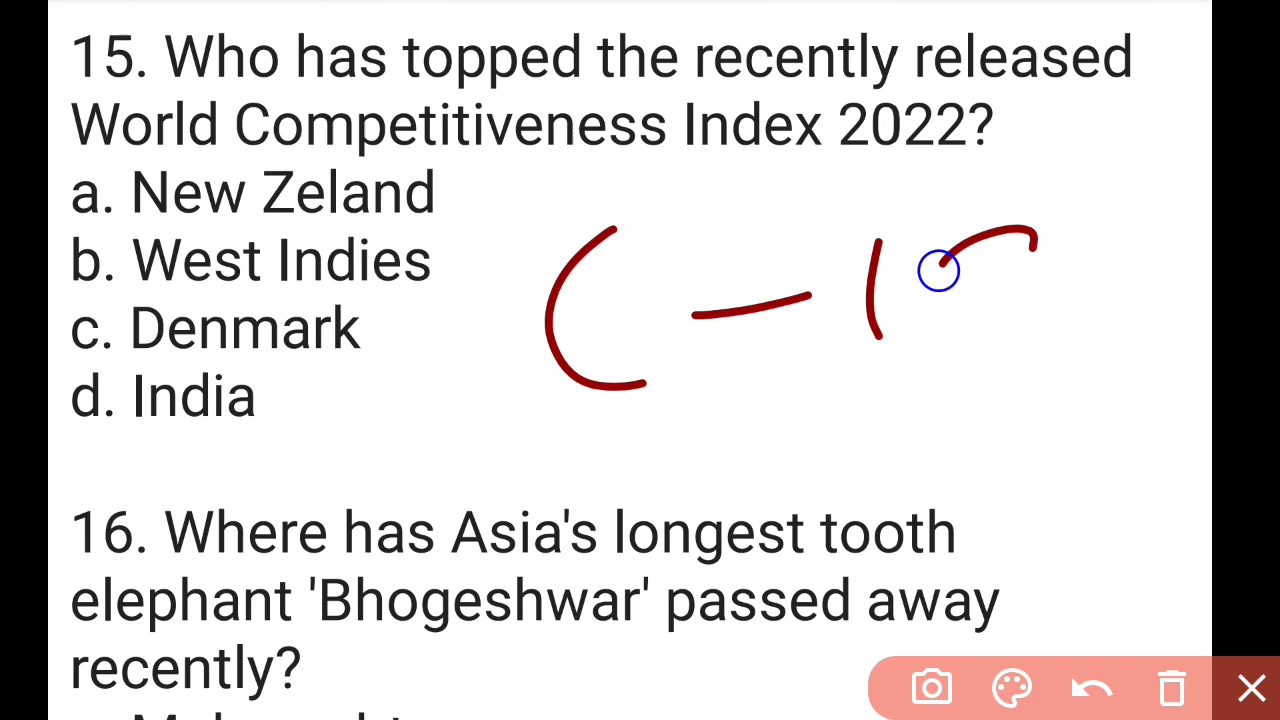 15. Who has topped the recently released
World Competitiveness Index 2022?
a. New Zeland
b. West Indies
c. Denmark
d. India
16. Where has Asia's longest tooth
elephant 'Bhogeshwar' passed away
recently?